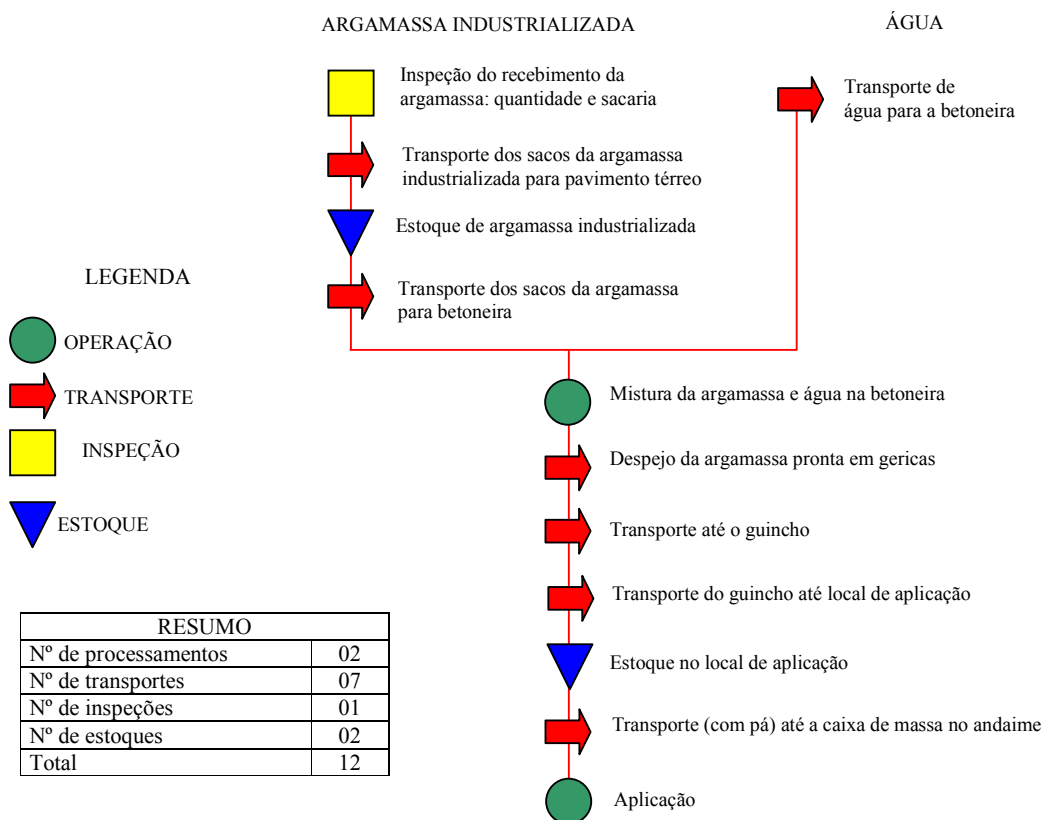 ARGAMASSA INDUSTRIALIZADA
ÁGUA
Inspeção do recebimento da
argamassa: quantidade e sacaria
Transporte de
água para a betoneira
Transporte dos sacos da argamassa
industrializada para pavimento térreo
Estoque de argamassa industrializada
Transporte dos sacos da argamassa
para betoneira
LEGENDA
OPERAÇÃO
TRANSPORTE
INSPEÇÃO
ESTOQUE
Mistura da argamassa e água na betoneira
Despejo da argamassa pronta em gericas
Transporte até o guincho
Transporte do guincho até local de aplicação
Estoque no local de aplicação
Transporte (com pá) até a caixa de massa no andaime
Aplicação
RESUMO
Nº de processamentos 02
Nº de transportes 07
Nº de inspeções 01
Nº de estoques 02
Total 12